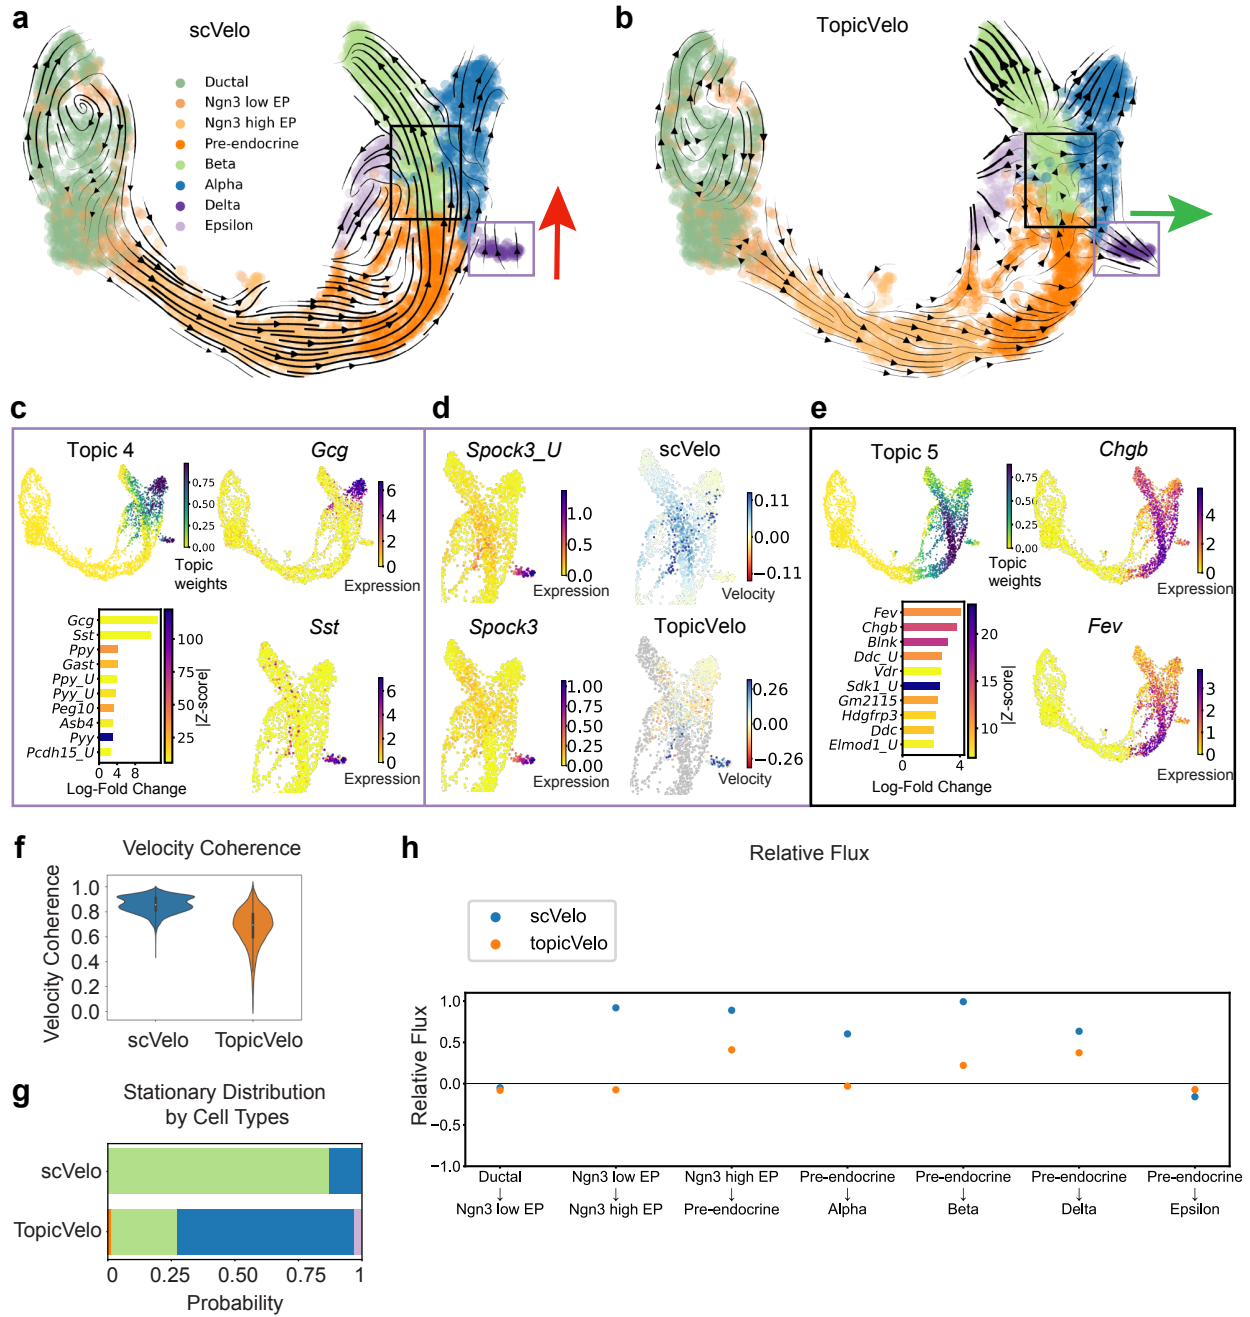 a
scVelo
Ductal
Ngn3 low EP
Ngn3 high EP
Pre-endocrine
Beta
Alpha
Delta
Epsilon
b
TopicVelo
c
Topic 4
0.75
0.50
0.25
0.00
Topic
weights
Gcg
6
4
2
0
Expression
Gcg
Sst
Ppy
Gast
Ppy_U
Pyy_U
Peg10
Asb4
Pyy
Pcdh15_U
0 4 8
Log-Fold Change
100
50
|Z-score|
Sst
6
4
2
0
Expression
d
Spock3_U
1.0
0.5
0.0
Expression
scVelo
0.11
0.00
−0.11
Velocity
Spock3
1.00
0.75
0.50
0.25
0.00
Expression
TopicVelo
0.26
0.00
−0.26
Velocity
e
Topic 5
0.75
0.50
0.25
0.00
Topic
weights
Chgb
4
2
0
Expression
Fev
Chgb
Blnk
Ddc_U
Vdr
Sdk1_U
Gm2115
Hdgfrp3
Ddc
Elmod1_U
0 4
Log-Fold Change
20
15
10
|Z-score|
Fev
3
2
1
0
Expression
f
Velocity Coherence
Velocity Coherence
1.0
0.8
0.6
0.4
0.2
0.0
scVelo TopicVelo
g
Stationary Distribution
by Cell Types
scVelo
TopicVelo
0 0.25 0.50 0.75 1
Probability
h
Relative Flux
scVelo
topicVelo
Relative Flux
1.0
0.5
0.0
−0.5
−1.0
Ductal Ngn3 low EP Ngn3 high EP Pre-endocrine Pre-endocrine Pre-endocrine Pre-endocrine
↓ ↓ ↓ ↓ ↓ ↓ ↓
Ngn3 low EP Ngn3 high EP Pre-endocrine Alpha Beta Delta Epsilon